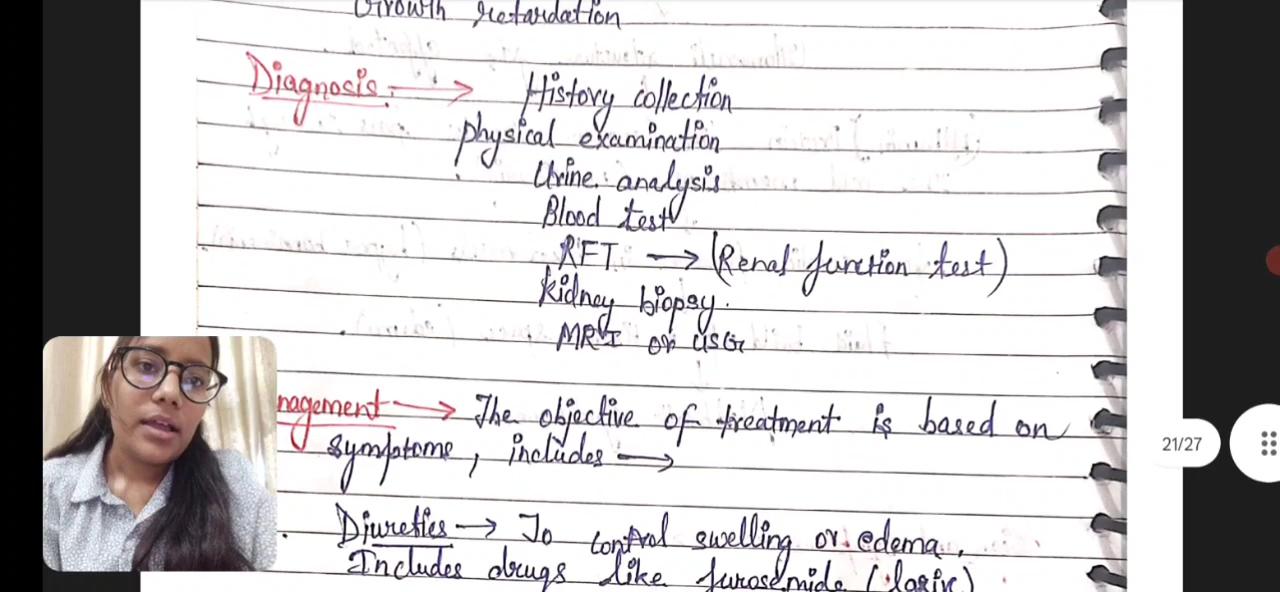 Growth retardation
Diagnosis :→ History collection
physical examination
Urine analysis
Blood test
RFT → (Renal function test)
kidney biopsy.
MRI or USG
nagement → The objective of treatment is based on
symptome, includes →
Diuretics → To control swelling or edema,
Includes drugs like furosemide (lasix)
21/27